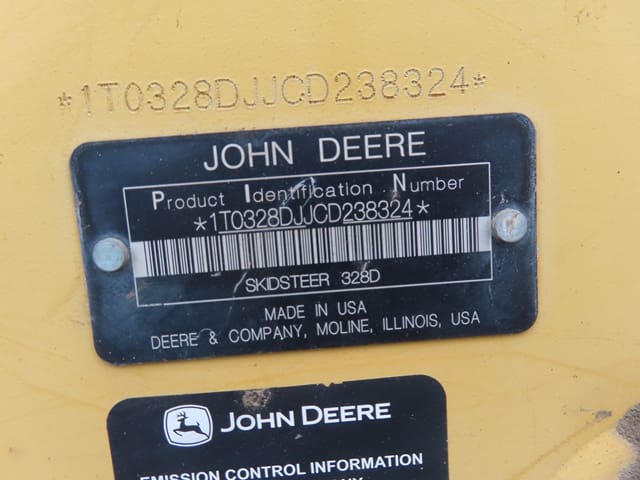 *1T0328DJJCD238324*
JOHN DEERE
Product Identification Number
*1T0328DJJCD238324*
SKIDSTEER 328D
MADE IN USA
DEERE & COMPANY, MOLINE, ILLINOIS, USA
JOHN DEERE
EMISSION CONTROL INFORMATION